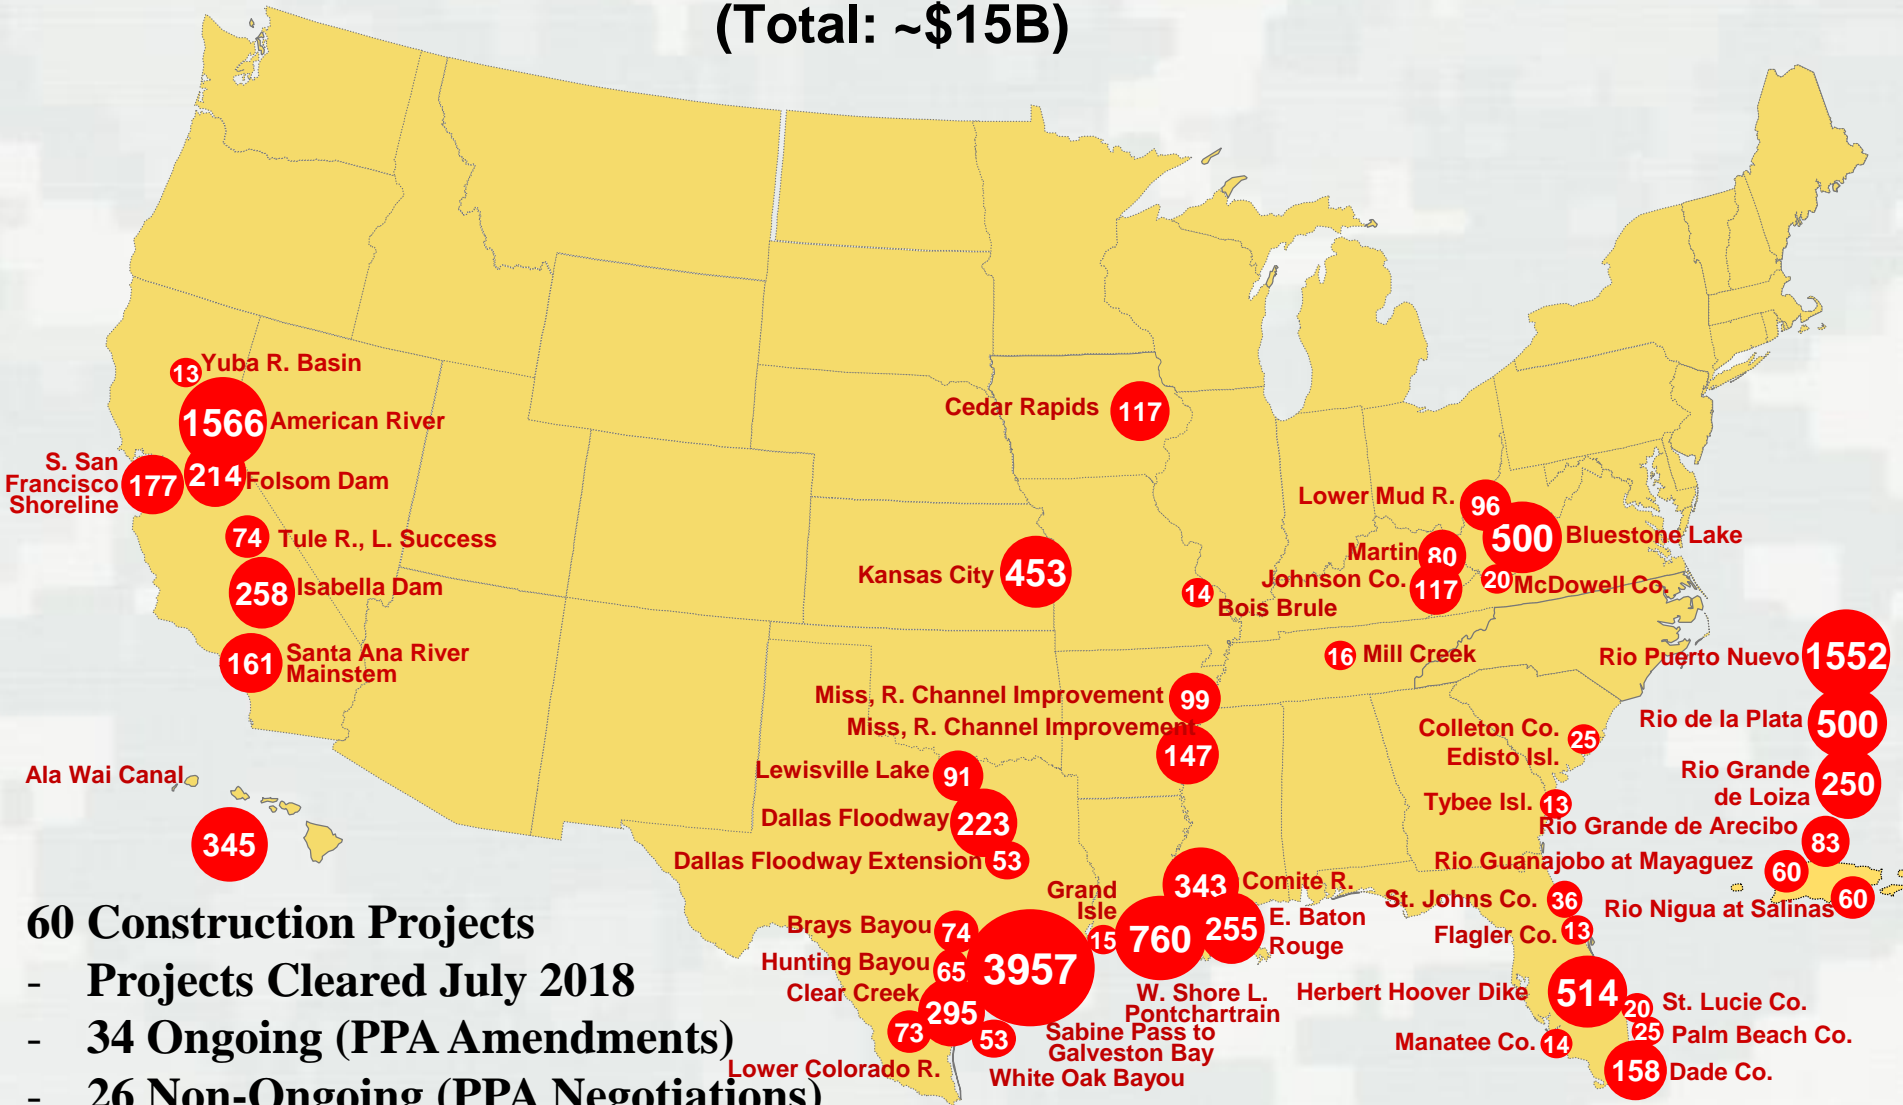 (Total: ~$15B)
13
Yuba R. Basin
1566
American River
S. San
Francisco
Shoreline
177
214
Folsom Dam
74
Tule R., L. Success
258
Isabella Dam
161
Santa Ana River
Mainstem
Ala Wai Canal
345
Cedar Rapids
117
Kansas City
453
14
Bois Brule
Lower Mud R.
96
500
Bluestone Lake
Martin
80
Johnson Co.
117
20
McDowell Co.
16
Mill Creek
Miss, R. Channel Improvement
99
Miss, R. Channel Improvement
147
Lewisville Lake
91
Dallas Floodway
223
Dallas Floodway Extension
53
Brays Bayou
74
Hunting Bayou
65
3957
Clear Creek
295
73
Lower Colorado R.
53
Sabine Pass to
Galveston Bay
White Oak Bayou
Grand
Isle
15
343
Comite R.
760
255
E. Baton
Rouge
W. Shore L.
Pontchartrain
Colleton Co.
Edisto Isl.
25
Tybee Isl.
13
Rio Puerto Nuevo
1552
Rio de la Plata
500
Rio Grande
de Loiza
250
Rio Grande de Arecibo
83
Rio Guanajobo at Mayaguez
60
Rio Nigua at Salinas
60
St. Johns Co.
36
Flagler Co.
13
Herbert Hoover Dike
514
20
St. Lucie Co.
25
Palm Beach Co.
Manatee Co.
14
158
Dade Co.
60 Construction Projects
- Projects Cleared July 2018
- 34 Ongoing (PPA Amendments)
- 26 Non-Ongoing (PPA Negotiations)